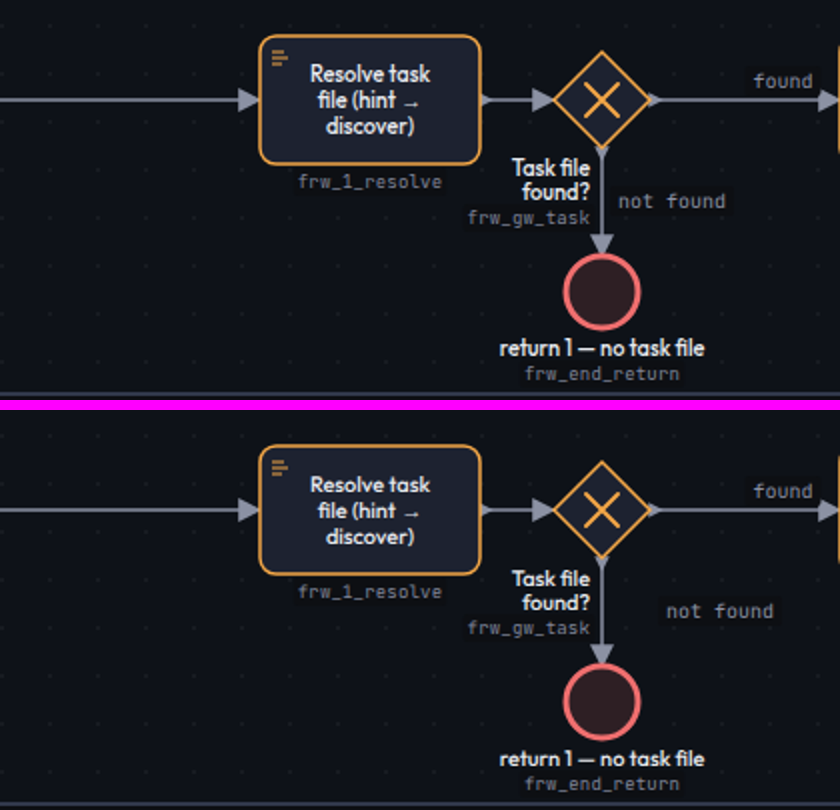 Resolve task
file (hint →
discover)
frw_1_resolve
found
Task file
found?
frw_gw_task
not found
return 1 — no task file
frw_end_return
Resolve task
file (hint →
discover)
frw_1_resolve
found
Task file
found?
frw_gw_task
not found
return 1 — no task file
frw_end_return